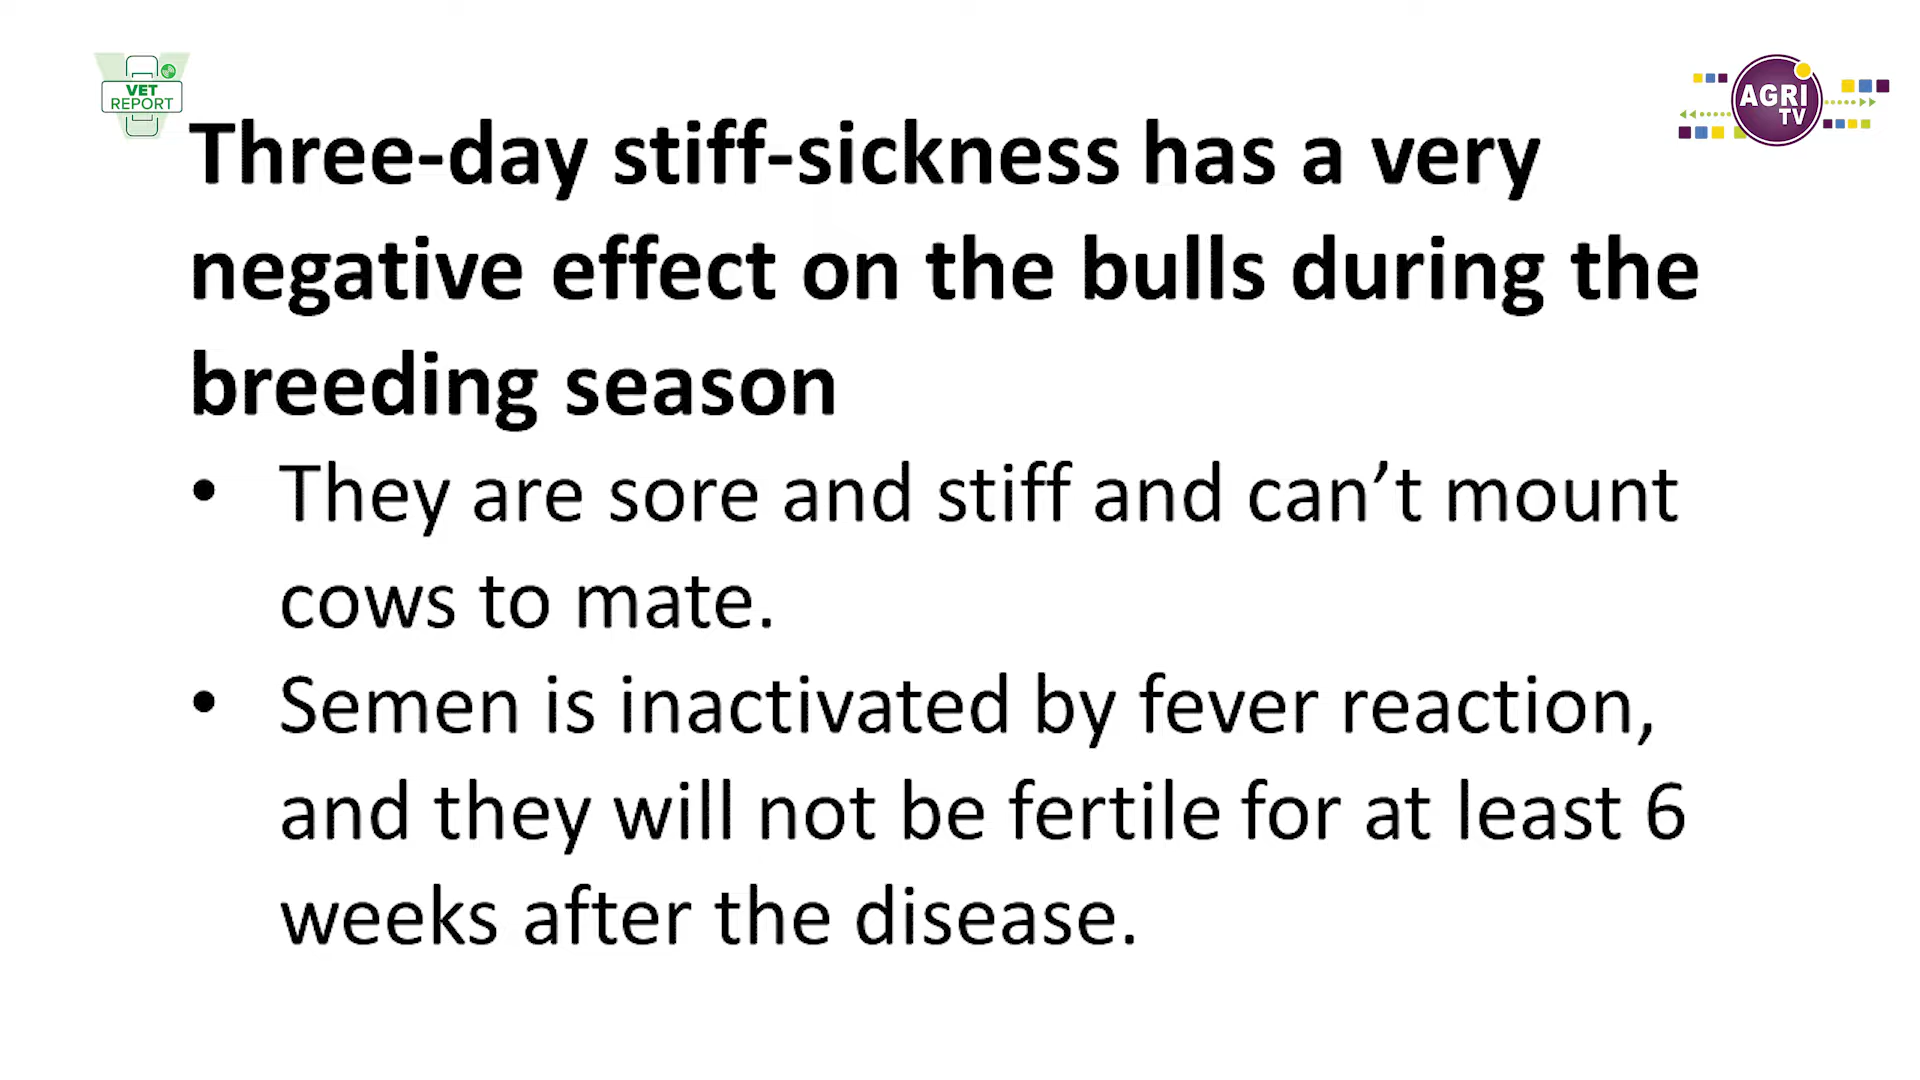 VET
REPORT
AGRI
TV
Three-day stiff-sickness has a very
negative effect on the bulls during the
breeding season
• They are sore and stiff and can’t mount
cows to mate.
• Semen is inactivated by fever reaction,
and they will not be fertile for at least 6
weeks after the disease.